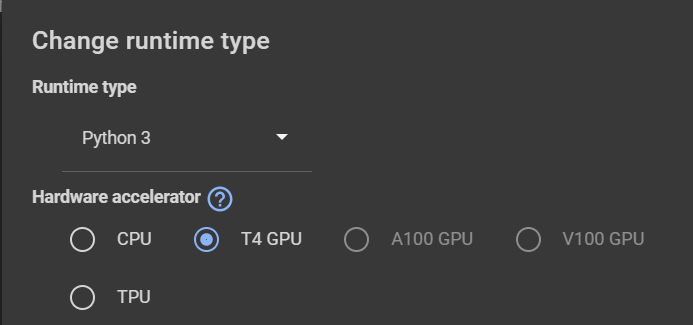 Change runtime type
Runtime type
Python 3
Hardware accelerator ?
CPU T4 GPU A100 GPU V100 GPU
TPU